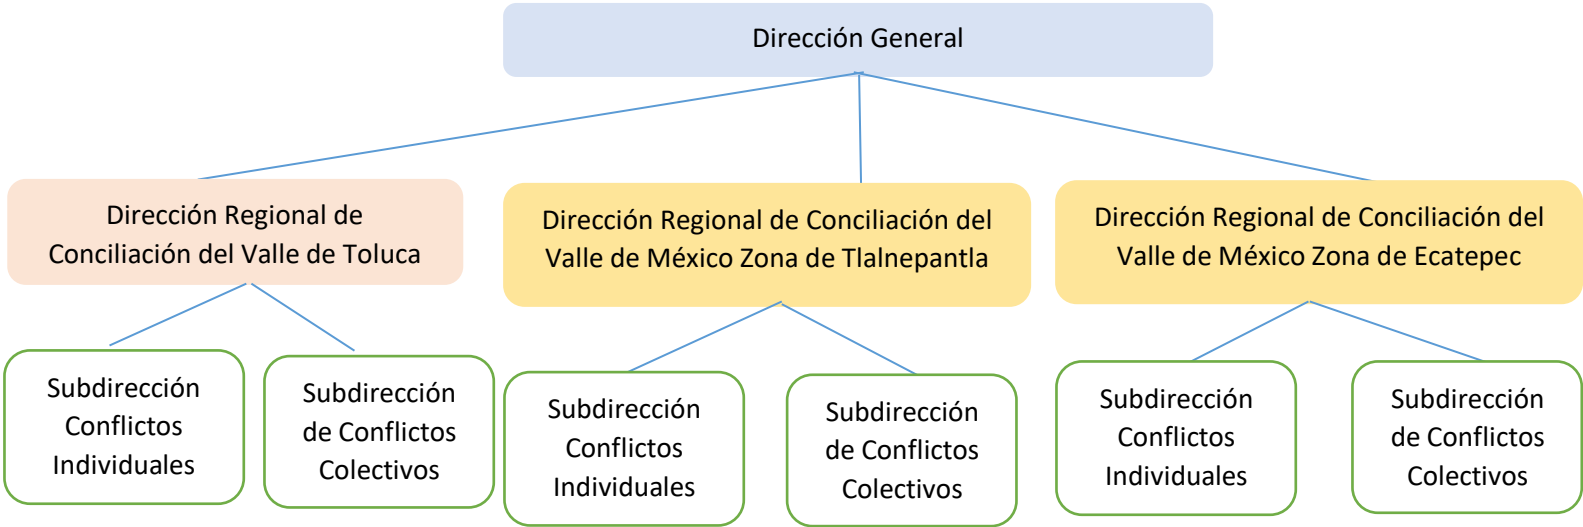 Dirección General
Dirección Regional de
Conciliación del Valle de Toluca
Dirección Regional de Conciliación del
Valle de México Zona de Tlalnepantla
Dirección Regional de Conciliación del
Valle de México Zona de Ecatepec
Subdirección
Conflictos
Individuales
Subdirección
de Conflictos
Colectivos
Subdirección
Conflictos
Individuales
Subdirección
de Conflictos
Colectivos
Subdirección
Conflictos
Individuales
Subdirección
de Conflictos
Colectivos